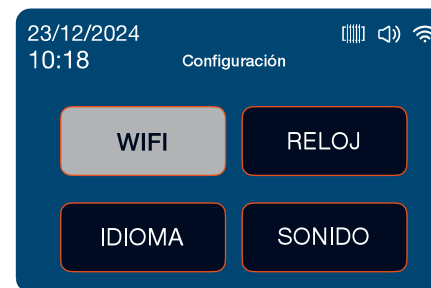 23/12/2024
10:18 Configuración
WIFI RELOJ
IDIOMA SONIDO